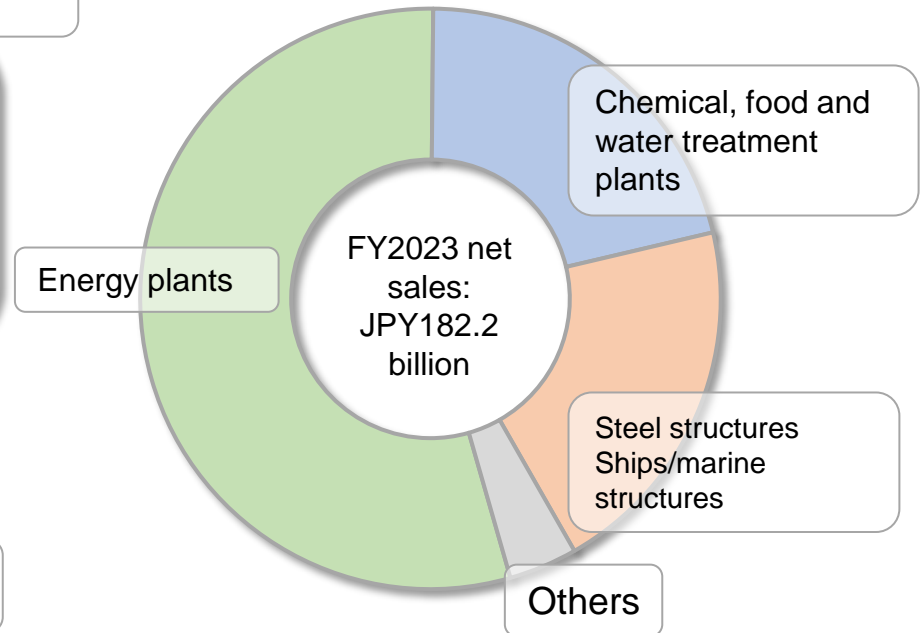 Chemical, food and
water treatment
plants
Energy plants
FY2023 net
sales:
JPY182.2
billion
Steel structures
Ships/marine
structures
Others